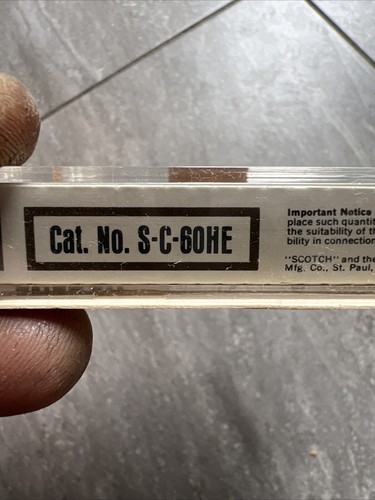 Cat. No. S-C-60HE
Important Notice
place such quantit
the suitability of th
bility in connection
"SCOTCH" and the
Mfg. Co., St. Paul,